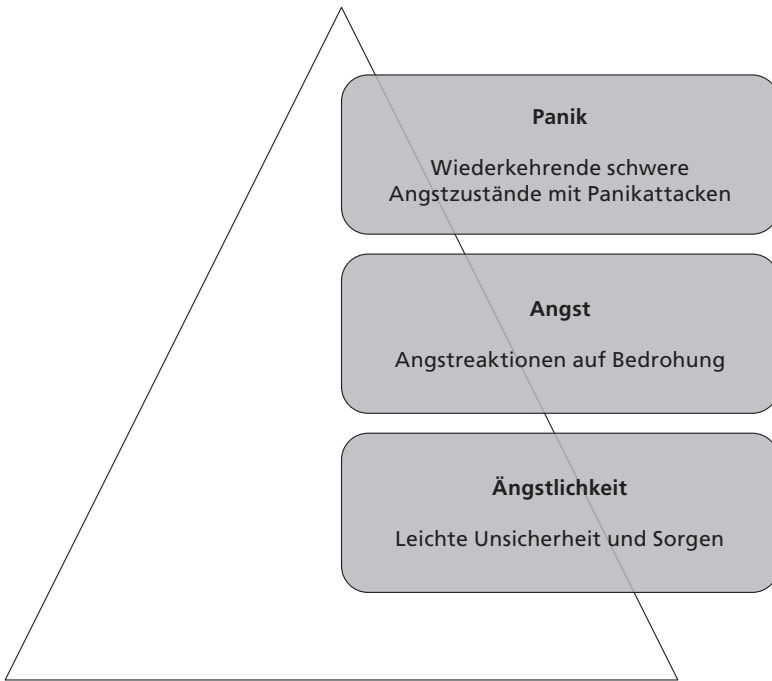 Panik
Wiederkehrende schwere
Angstzustände mit Panikattacken
Angst
Angstreaktionen auf Bedrohung
Ängstlichkeit
Leichte Unsicherheit und Sorgen